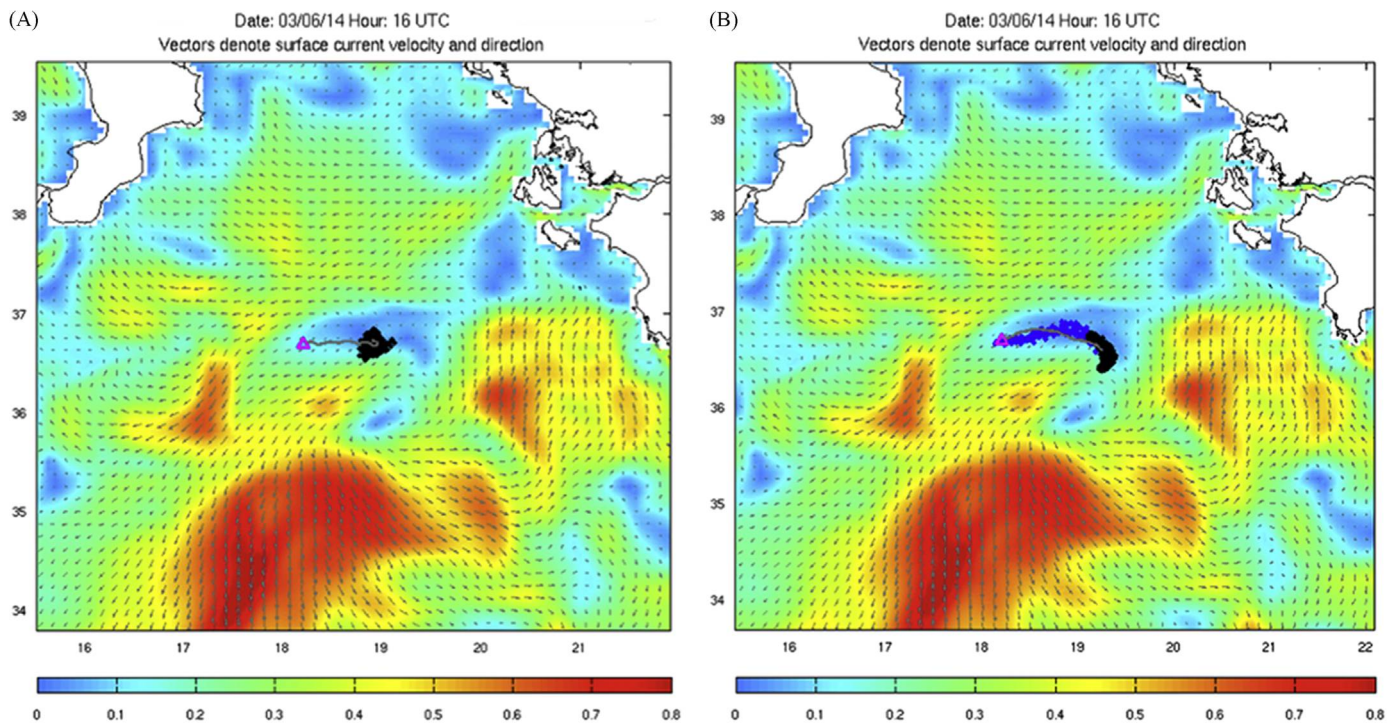 (A)
Date: 03/06/14 Hour: 16 UTC
Vectors denote surface current velocity and direction
39
38
37
36
35
34
16 17 18 19 20 21
0 0.1 0.2 0.3 0.4 0.5 0.6 0.7 0.8
(B)
Date: 03/06/14 Hour: 16 UTC
Vectors denote surface current velocity and direction
39
38
37
36
35
34
16 17 18 19 20 21 22
0 0.1 0.2 0.3 0.4 0.5 0.6 0.7 0.8